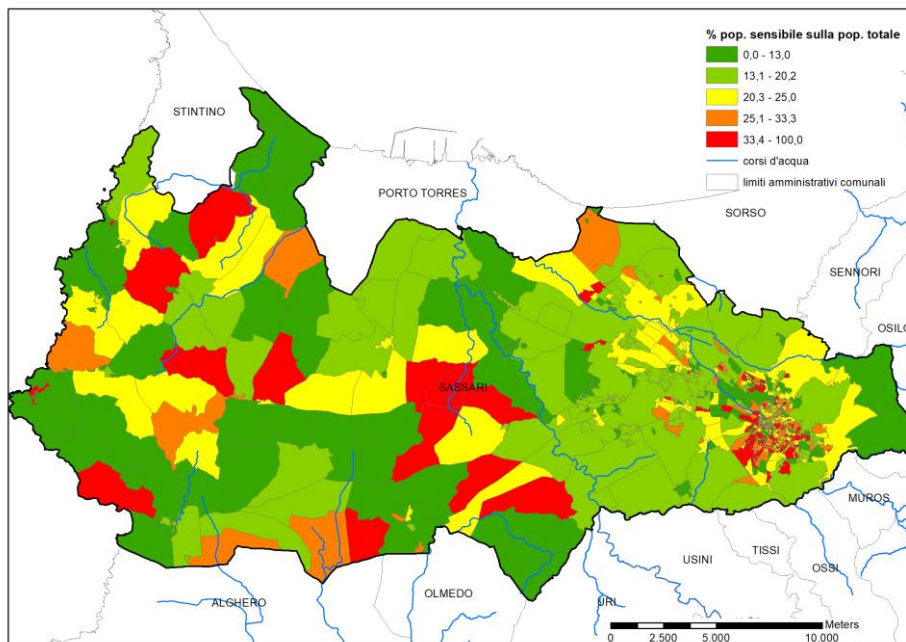 % pop. sensibile sulla pop. totale
0,0 - 13,0
13,1 - 20,2
20,3 - 25,0
25,1 - 33,3
33,4 - 100,0
corsi d'acqua
limiti amministrativi comunali
STINTINO
PORTO TORRES
SORSO
SENNORI
OSILO
SASSARI
MUROS
TISSI
USINI
OSSI
OLMEDO
ALGHERO
URI
Meters
0 2.500 5.000 10.000